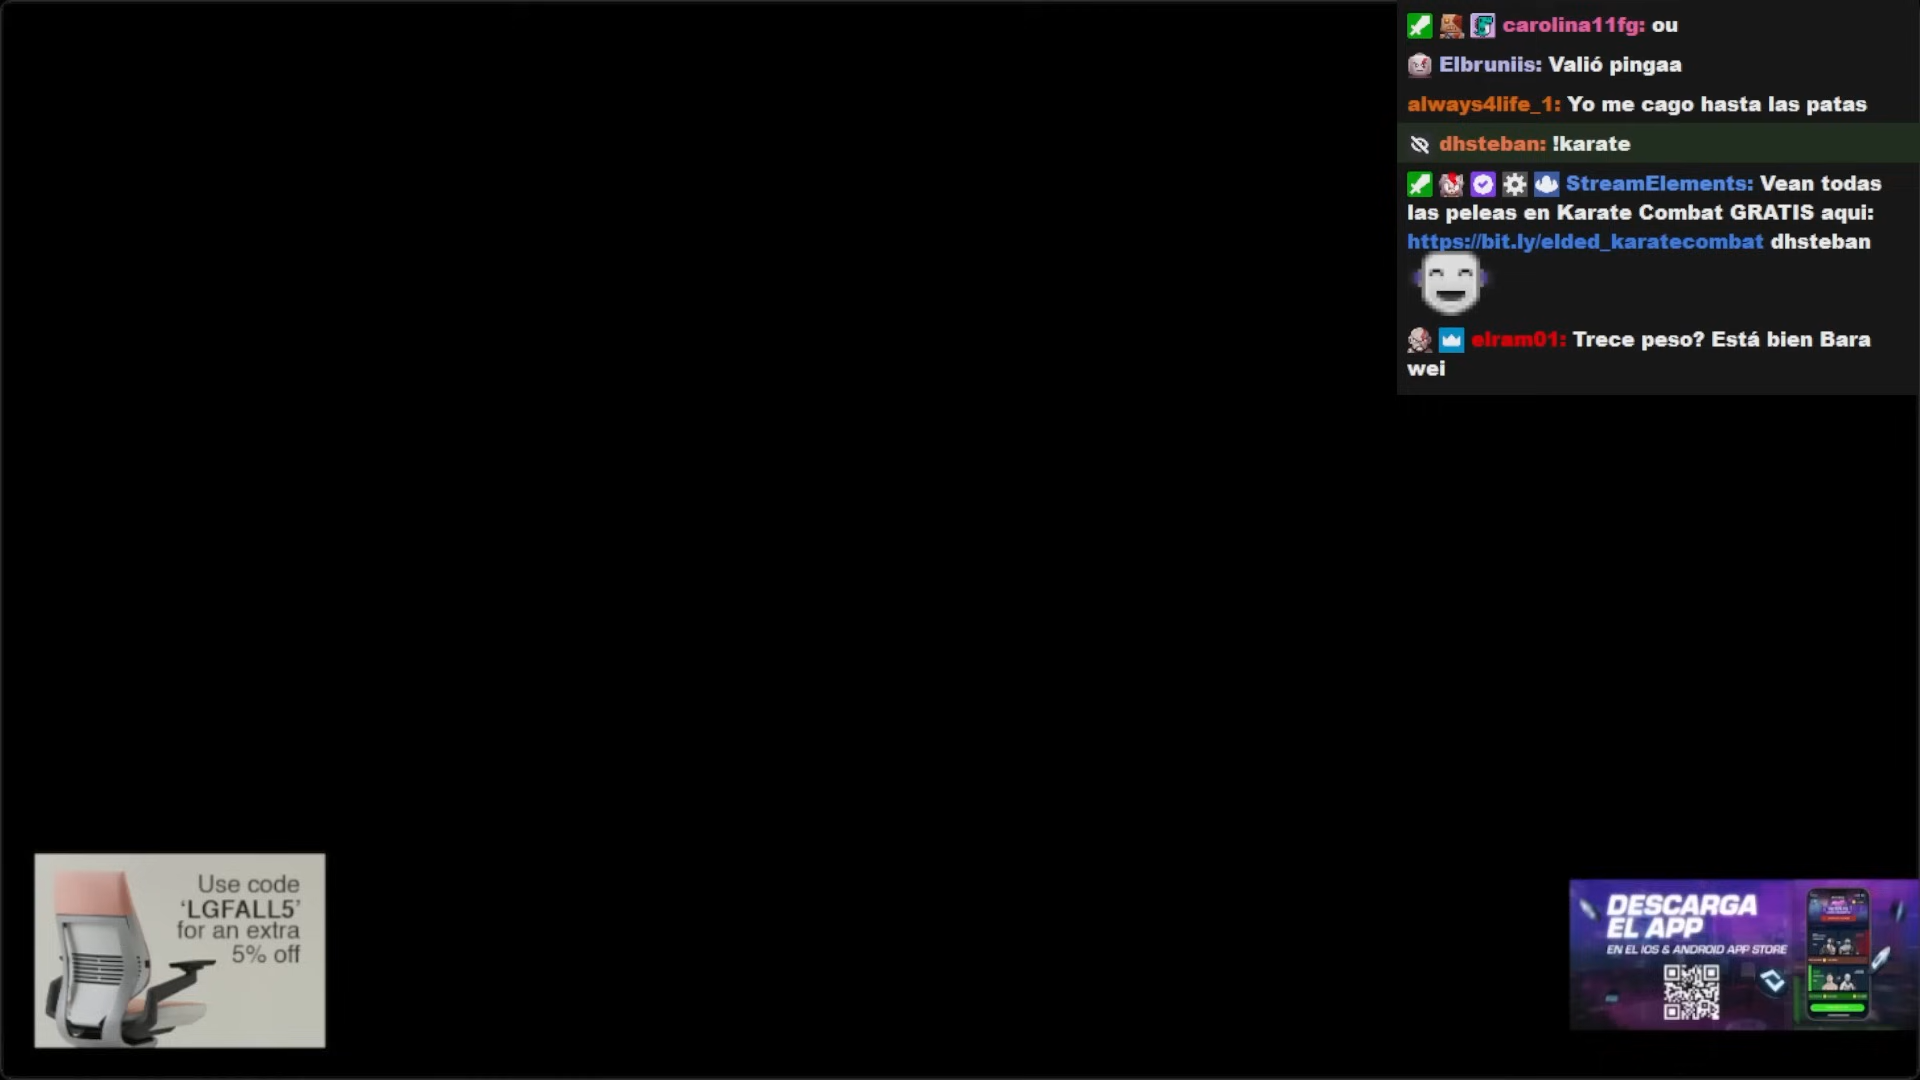 carolina11fg: ou
Elbruniis: Valió pingaa
always4life_1: Yo me cago hasta las patas
dhsteban: !karate
StreamElements: Vean todas
las peleas en Karate Combat GRATIS aqui:
https://bit.ly/elded_karatecombat dhsteban
elram01: Trece peso? Está bien Bara
wei
Use code
‘LGFALL5’
for an extra
5% off
DESCARGA
EL APP
EN EL IOS & ANDROID APP STORE